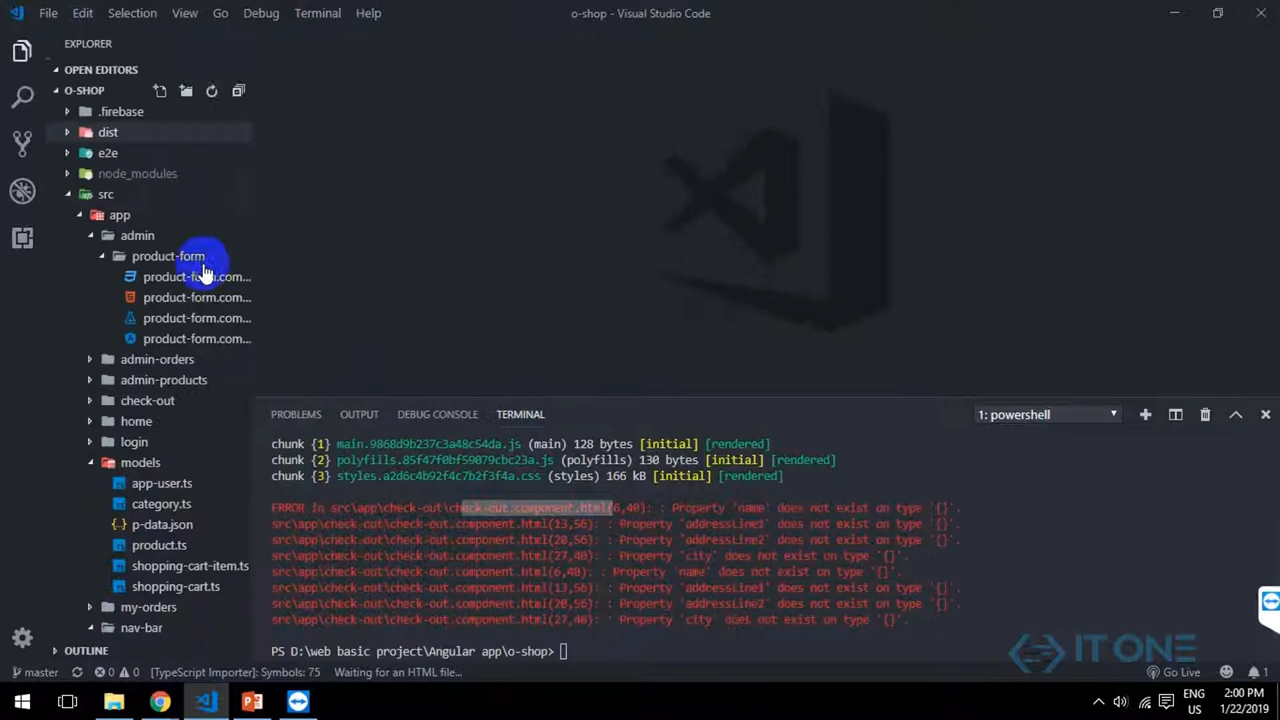 File Edit Selection View Go Debug Terminal Help
o-shop - Visual Studio Code
EXPLORER
OPEN EDITORS
O-SHOP
.firebase
dist
e2e
node_modules
src
app
admin
product-form
product-form.com...
product-form.com...
product-form.com...
product-form.com...
admin-orders
admin-products
check-out
home
login
models
app-user.ts
category.ts
p-data.json
product.ts
shopping-cart-item.ts
shopping-cart.ts
my-orders
nav-bar
OUTLINE
PROBLEMS OUTPUT DEBUG CONSOLE TERMINAL
1: powershell
chunk {1} main.9868d9b237c3a48c54da.js (main) 128 bytes [initial] [rendered]
chunk {2} polyfills.85f47f0bf59079cbc23a.js (polyfills) 130 bytes [initial] [rendered]
chunk {3} styles.a2d6c4b92f4c7b2f3f4a.css (styles) 166 kB [initial] [rendered]
ERROR in src\app\check-out\check-out.component.html(6,40): : Property 'name' does not exist on type '{}'.
src\app\check-out\check-out.component.html(13,56): : Property 'addressLine1' does not exist on type '{}'.
src\app\check-out\check-out.component.html(20,56): : Property 'addressLine2' does not exist on type '{}'.
src\app\check-out\check-out.component.html(27,40): : Property 'city' does not exist on type '{}'.
src\app\check-out\check-out.component.html(6,40): : Property 'name' does not exist on type '{}'.
src\app\check-out\check-out.component.html(13,56): : Property 'addressLine1' does not exist on type '{}'.
src\app\check-out\check-out.component.html(20,56): : Property 'addressLine2' does not exist on type '{}'.
src\app\check-out\check-out.component.html(27,40): : Property 'city' does not exist on type '{}'.
PS D:\web basic project\Angular app\o-shop>
IT ONE
master 0 0 [TypeScript Importer]: Symbols: 75 Waiting for an HTML file... Go Live 1
ENG 2:00 PM
US 1/22/2019